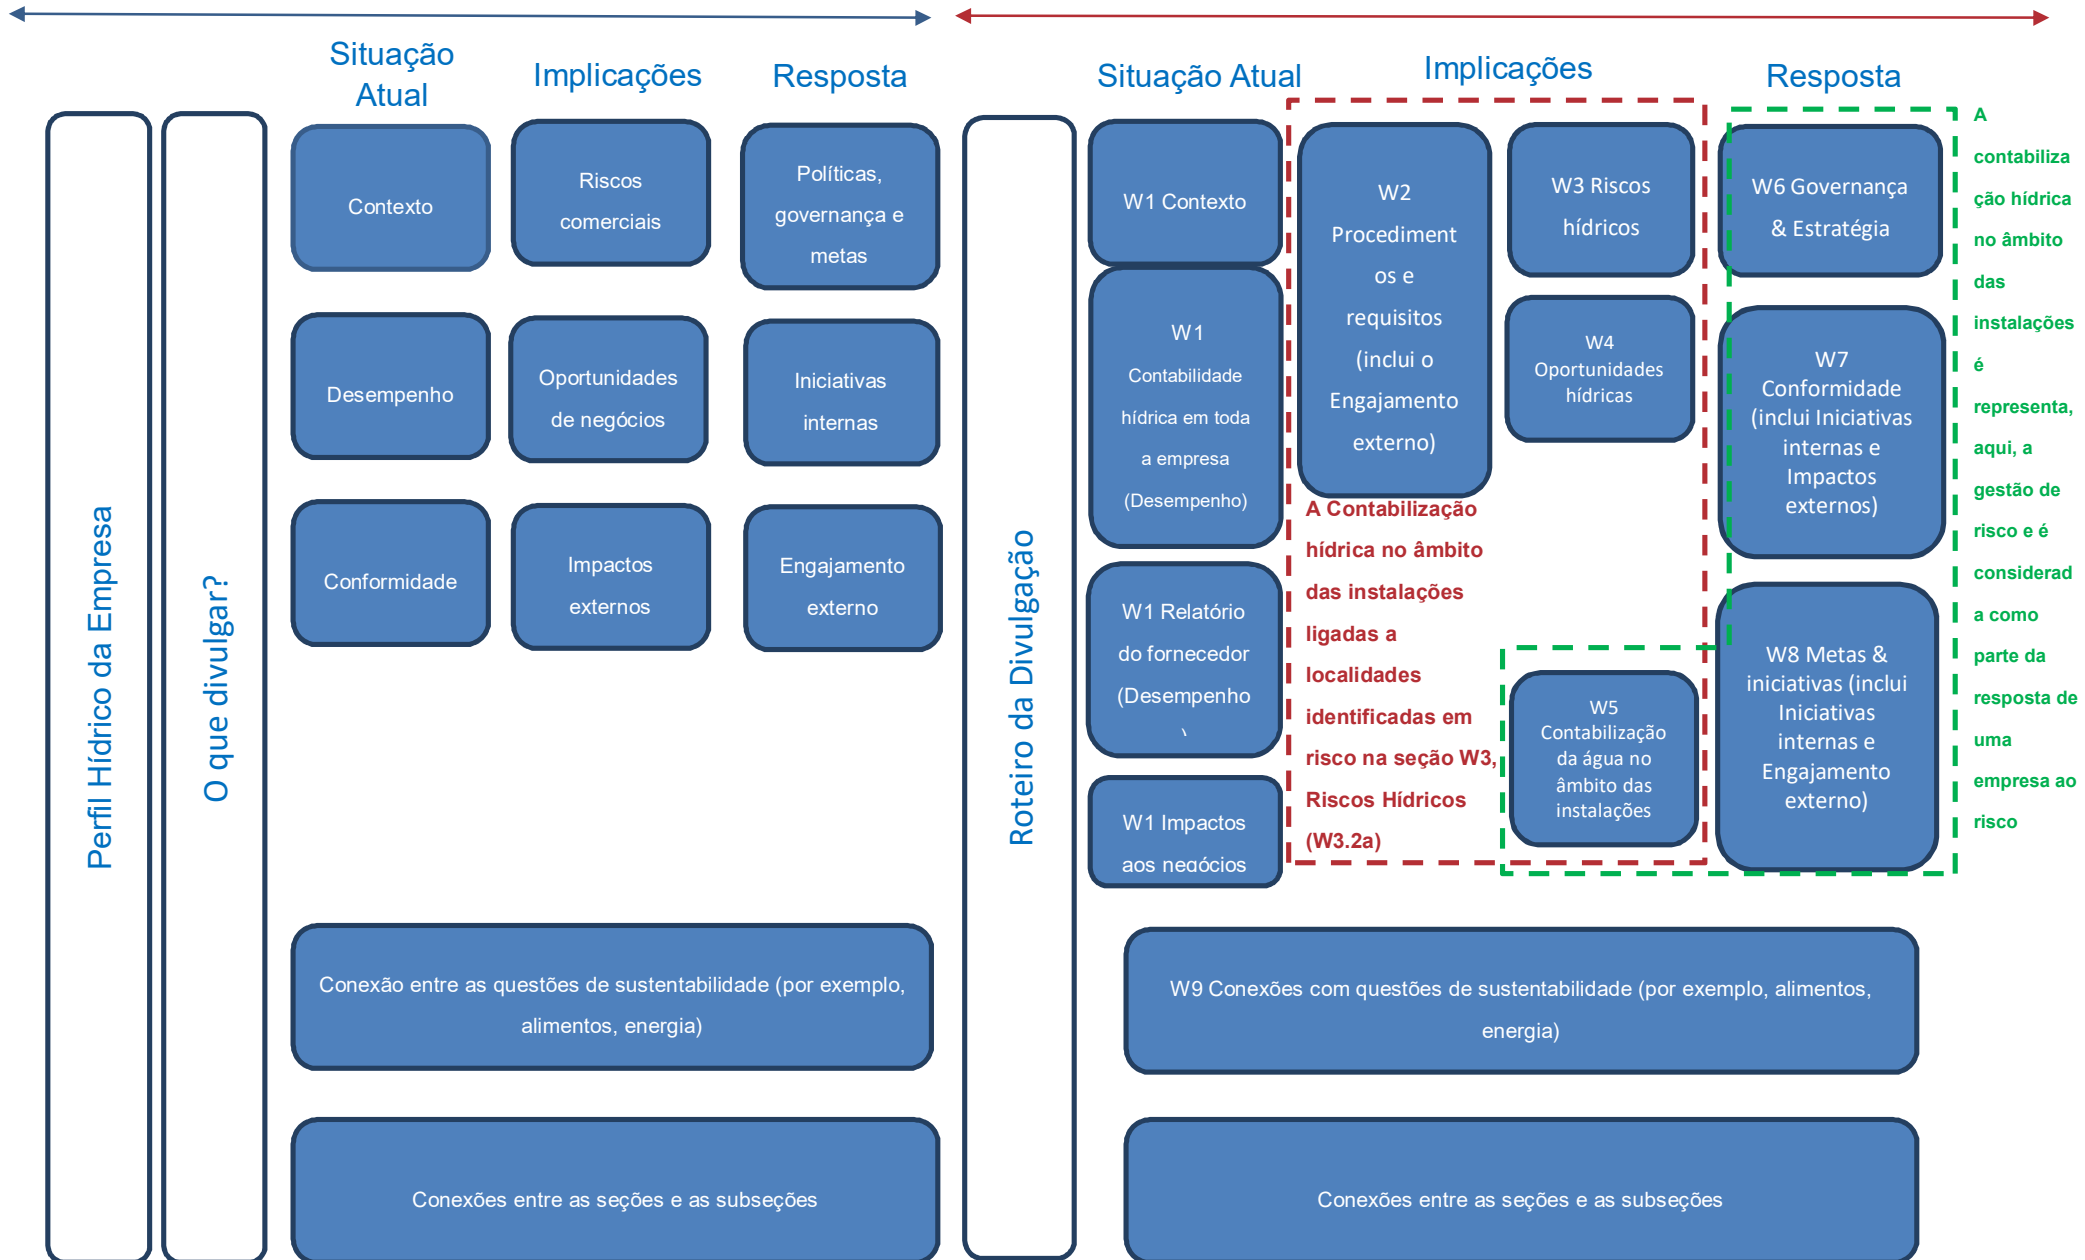 Perfil Hídrico da Empresa
O que divulgar?
Situação
Atual
Implicações
Resposta
Contexto
Riscos
comerciais
Políticas,
governança e
metas
Desempenho
Oportunidades
de negócios
Iniciativas
internas
Conformidade
Impactos
externos
Engajamento
externo
Conexão entre as questões de sustentabilidade (por exemplo,
alimentos, energia)
Conexões entre as seções e as subseções
Roteiro da Divulgação
Situação Atual
Implicações
Resposta
W1 Contexto
W1
Contabilidade
hídrica em toda
a empresa
(Desempenho)
W1 Relatório
do fornecedor
(Desempenho
)
W1 Impactos
aos negócios
W2
Procediment
os e
requisitos
(inclui o
Engajamento
externo)
A Contabilização
hídrica no âmbito
das instalações
ligadas a
localidades
identificadas em
risco na seção W3,
Riscos Hídricos
(W3.2a)
W3 Riscos
hídricos
W4
Oportunidades
hídricas
W5
Contabilização
da água no
âmbito das
instalações
W6 Governança
& Estratégia
W7
Conformidade
(inclui Iniciativas
internas e
Impactos
externos)
W8 Metas &
iniciativas (inclui
Iniciativas
internas e
Engajamento
externo)
A
contabiliza
ção hídrica
no âmbito
das
instalações
é
representa,
aqui, a
gestão de
risco e é
considerad
a como
parte da
resposta de
uma
empresa ao
risco
W9 Conexões com questões de sustentabilidade (por exemplo, alimentos,
energia)
Conexões entre as seções e as subseções